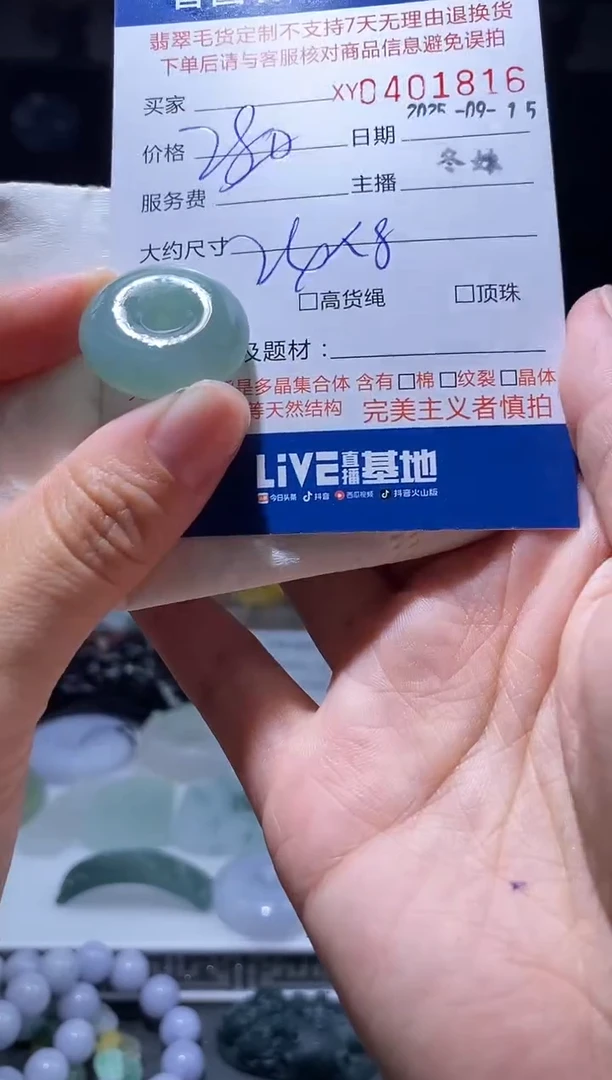 翡翠毛货定制不支持7天无理由退换货
下单后请与客服核对商品信息避免误拍
XY0401816
买家
2025-09-15
价格 280 日期
服务费 主播 冬妹
大约尺寸 24×8
□高货绳 □顶珠
及题材：
是多晶集合体 含有□棉□纹裂□晶体
等天然结构 完美主义者慎拍
LIVE直播基地
今日头条 抖音 西瓜视频 抖音火山版